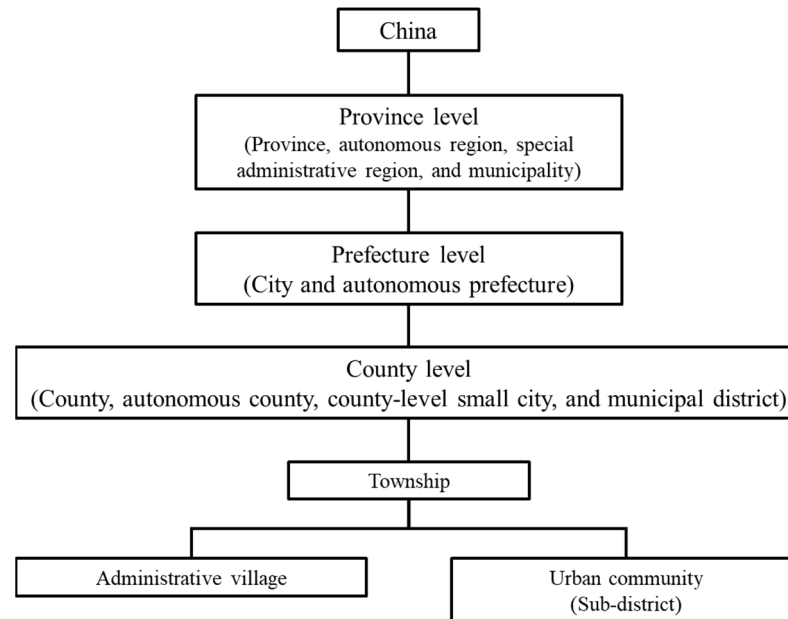 China
Province level
(Province, autonomous region, special
administrative region, and municipality)
Prefecture level
(City and autonomous prefecture)
County level
(County, autonomous county, county-level small city, and municipal district)
Township
Administrative village
Urban community
(Sub-district)